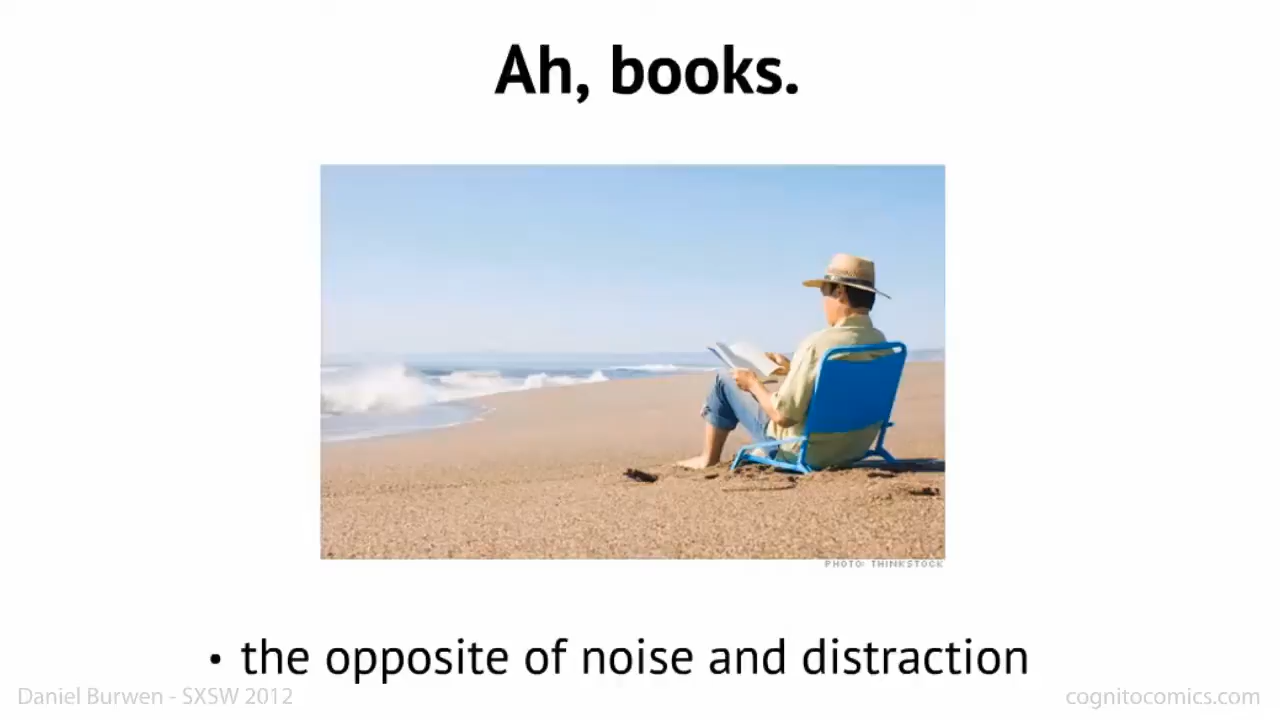 Ah, books.
PHOTO: THINKSTOCK
• the opposite of noise and distraction
Daniel Burwen - SXSW 2012
cognitocomics.com